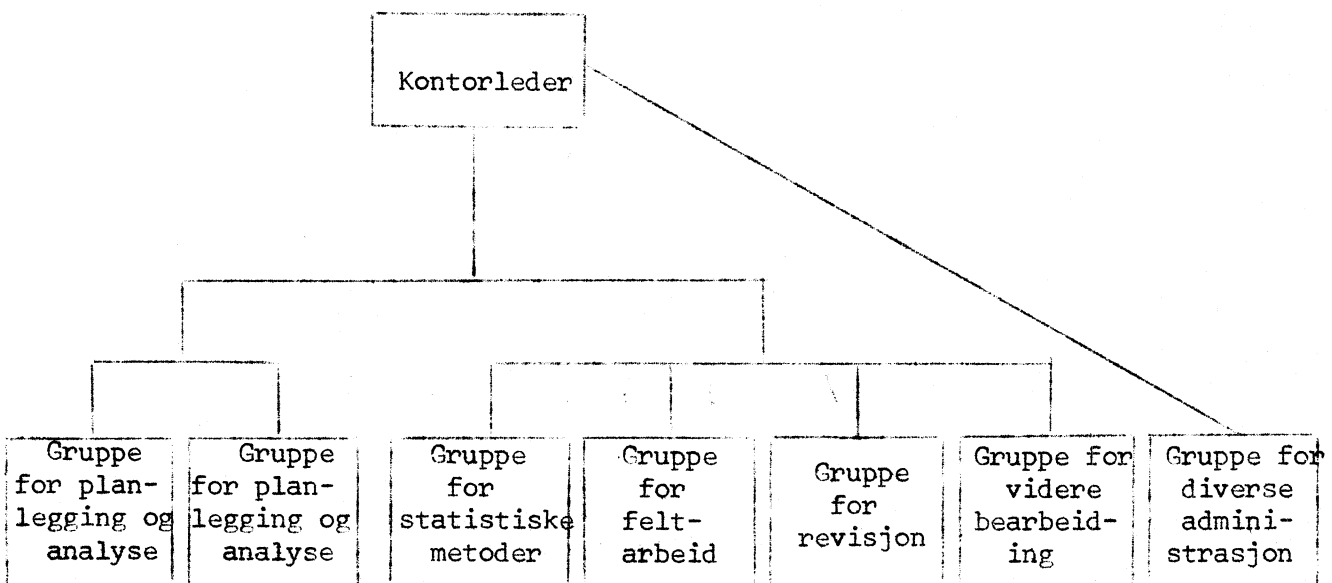 Kontorleder
Gruppe
for plan-
legging og
analyse
Gruppe
for plan-
legging og
analyse
Gruppe
for
statistiske
metoder
Gruppe
for
felt-
arbeid
Gruppe
for
revisjon
Gruppe for
videre
bearbeid-
ing
Gruppe for
diverse
admini-
strasjon